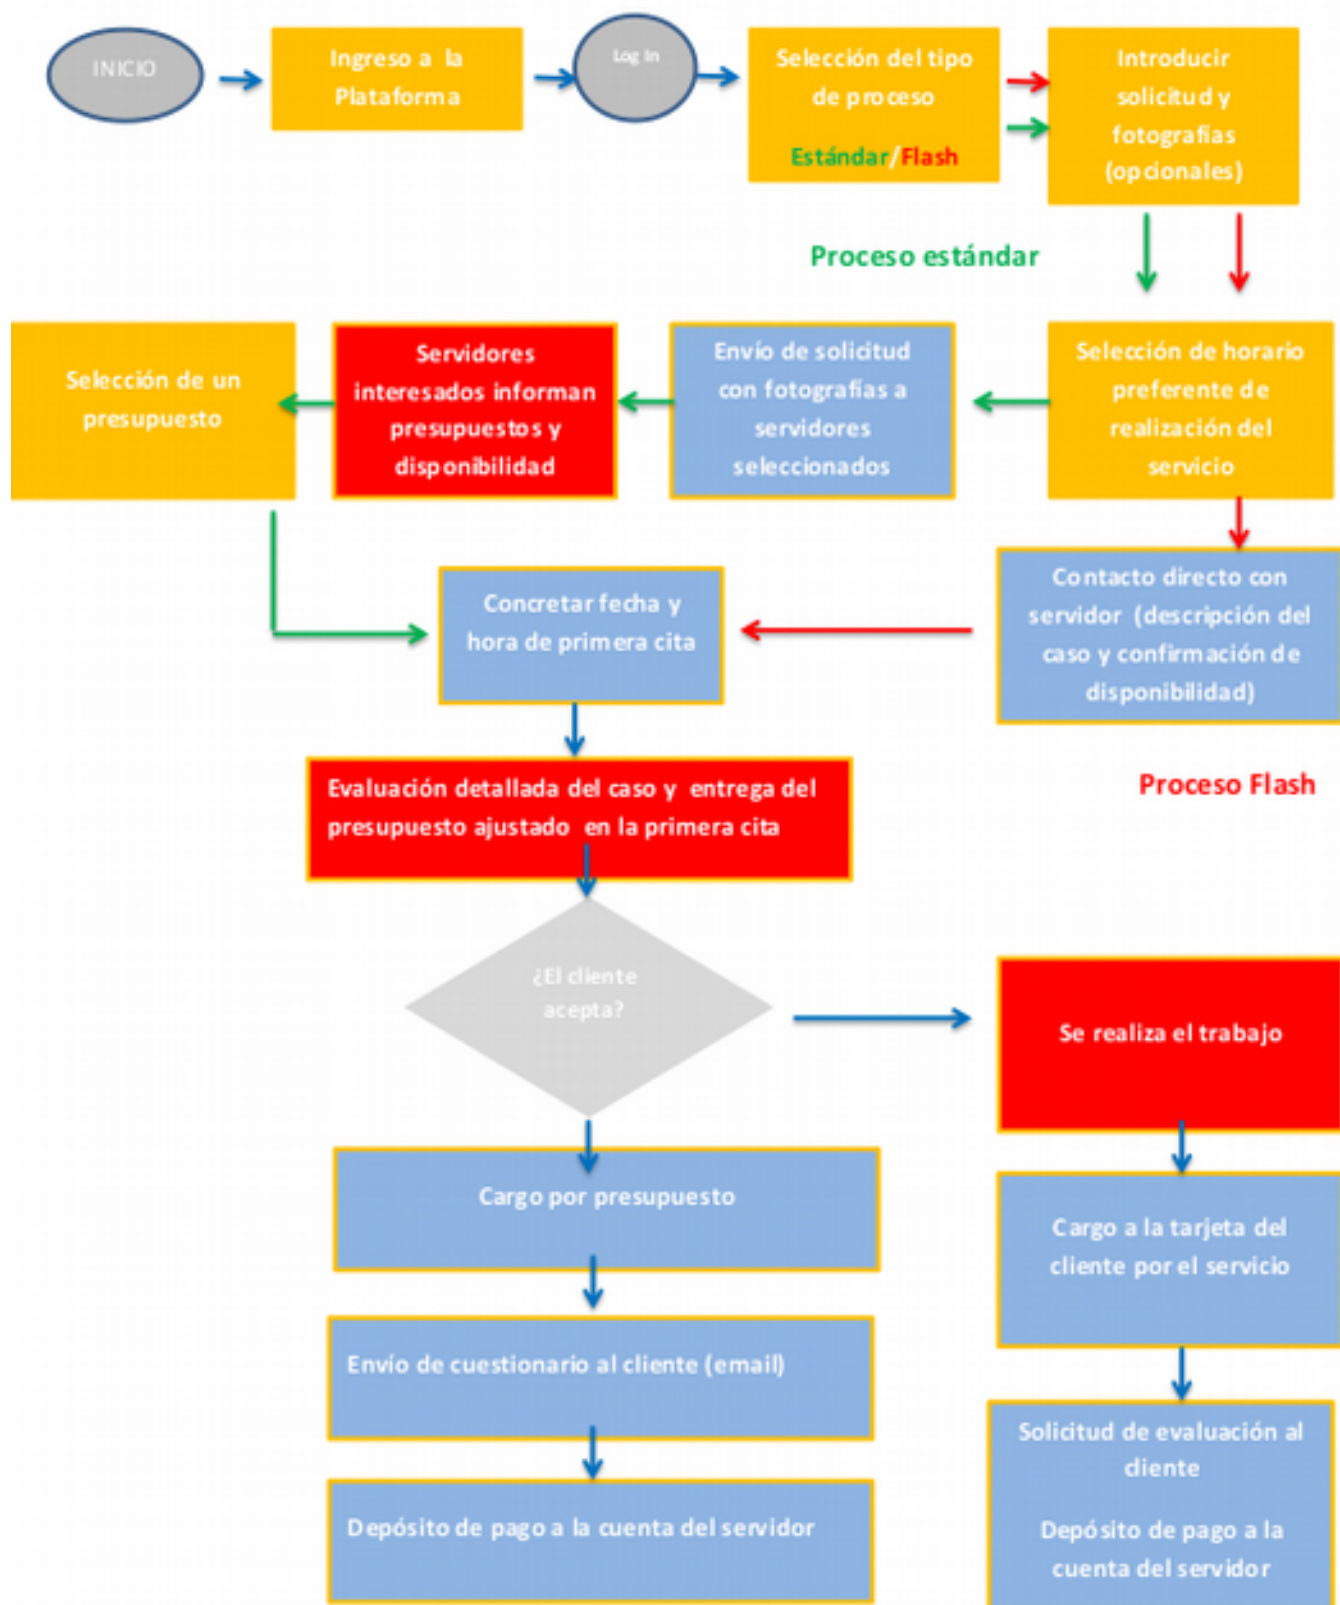 INICIO
Ingreso a la
Plataforma
Log In
Selección del tipo
de proceso
Estándar/Flash
Introducir
solicitud y
fotografías
(opcionales)
Proceso estándar
Selección de un
presupuesto
Servidores
interesados informan
presupuestos y
disponibilidad
Envío de solicitud
con fotografías a
servidores
seleccionados
Selección de horario
preferente de
realización del
servicio
Concretar fecha y
hora de primera cita
Contacto directo con
servidor (descripción del
caso y confirmación de
disponibilidad)
Proceso Flash
Evaluación detallada del caso y entrega del
presupuesto ajustado en la primera cita
¿El cliente
acepta?
Se realiza el trabajo
Cargo por presupuesto
Cargo a la tarjeta del
cliente por el servicio
Envío de cuestionario al cliente (email)
Solicitud de evaluación al
cliente
Depósito de pago a la cuenta del servidor
Depósito de pago a la
cuenta del servidor